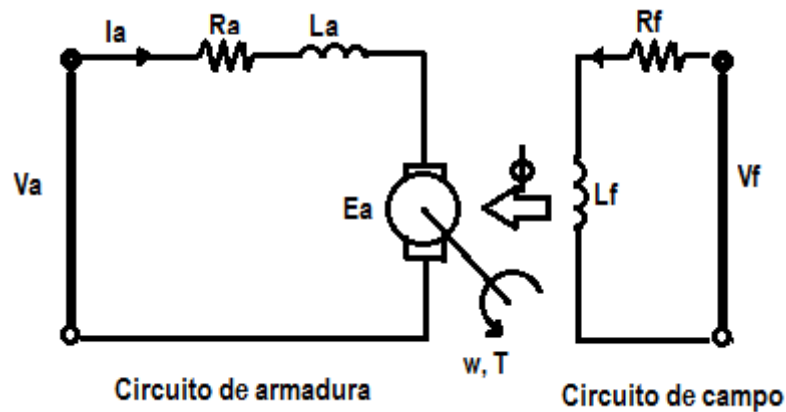 Ia Ra La Rf
Va Ea ϕ Lf Vf
w, T
Circuito de armadura Circuito de campo